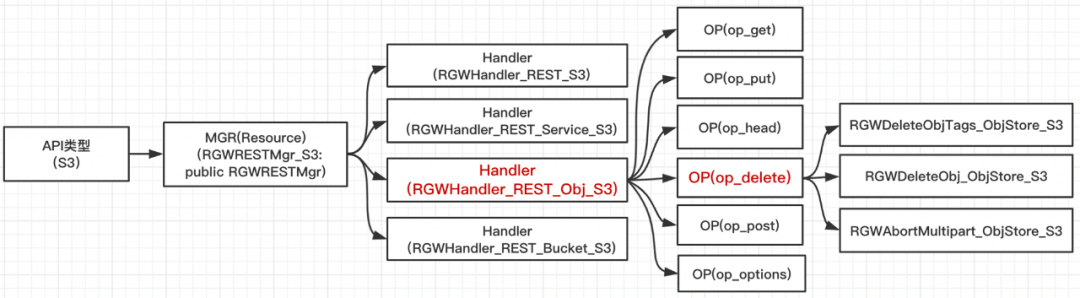 API类型
(S3)
MGR(Resource)
(RGWRESTMgr_S3:
public RGWRESTMgr)
Handler
(RGWHandler_REST_S3)
Handler
(RGWHandler_REST_Service_S3)
Handler
(RGWHandler_REST_Obj_S3)
Handler
(RGWHandler_REST_Bucket_S3)
OP(op_get)
OP(op_put)
OP(op_head)
OP(op_delete)
OP(op_post)
OP(op_options)
RGWDeleteObjTags_ObjStore_S3
RGWDeleteObj_ObjStore_S3
RGWAbortMultipart_ObjStore_S3